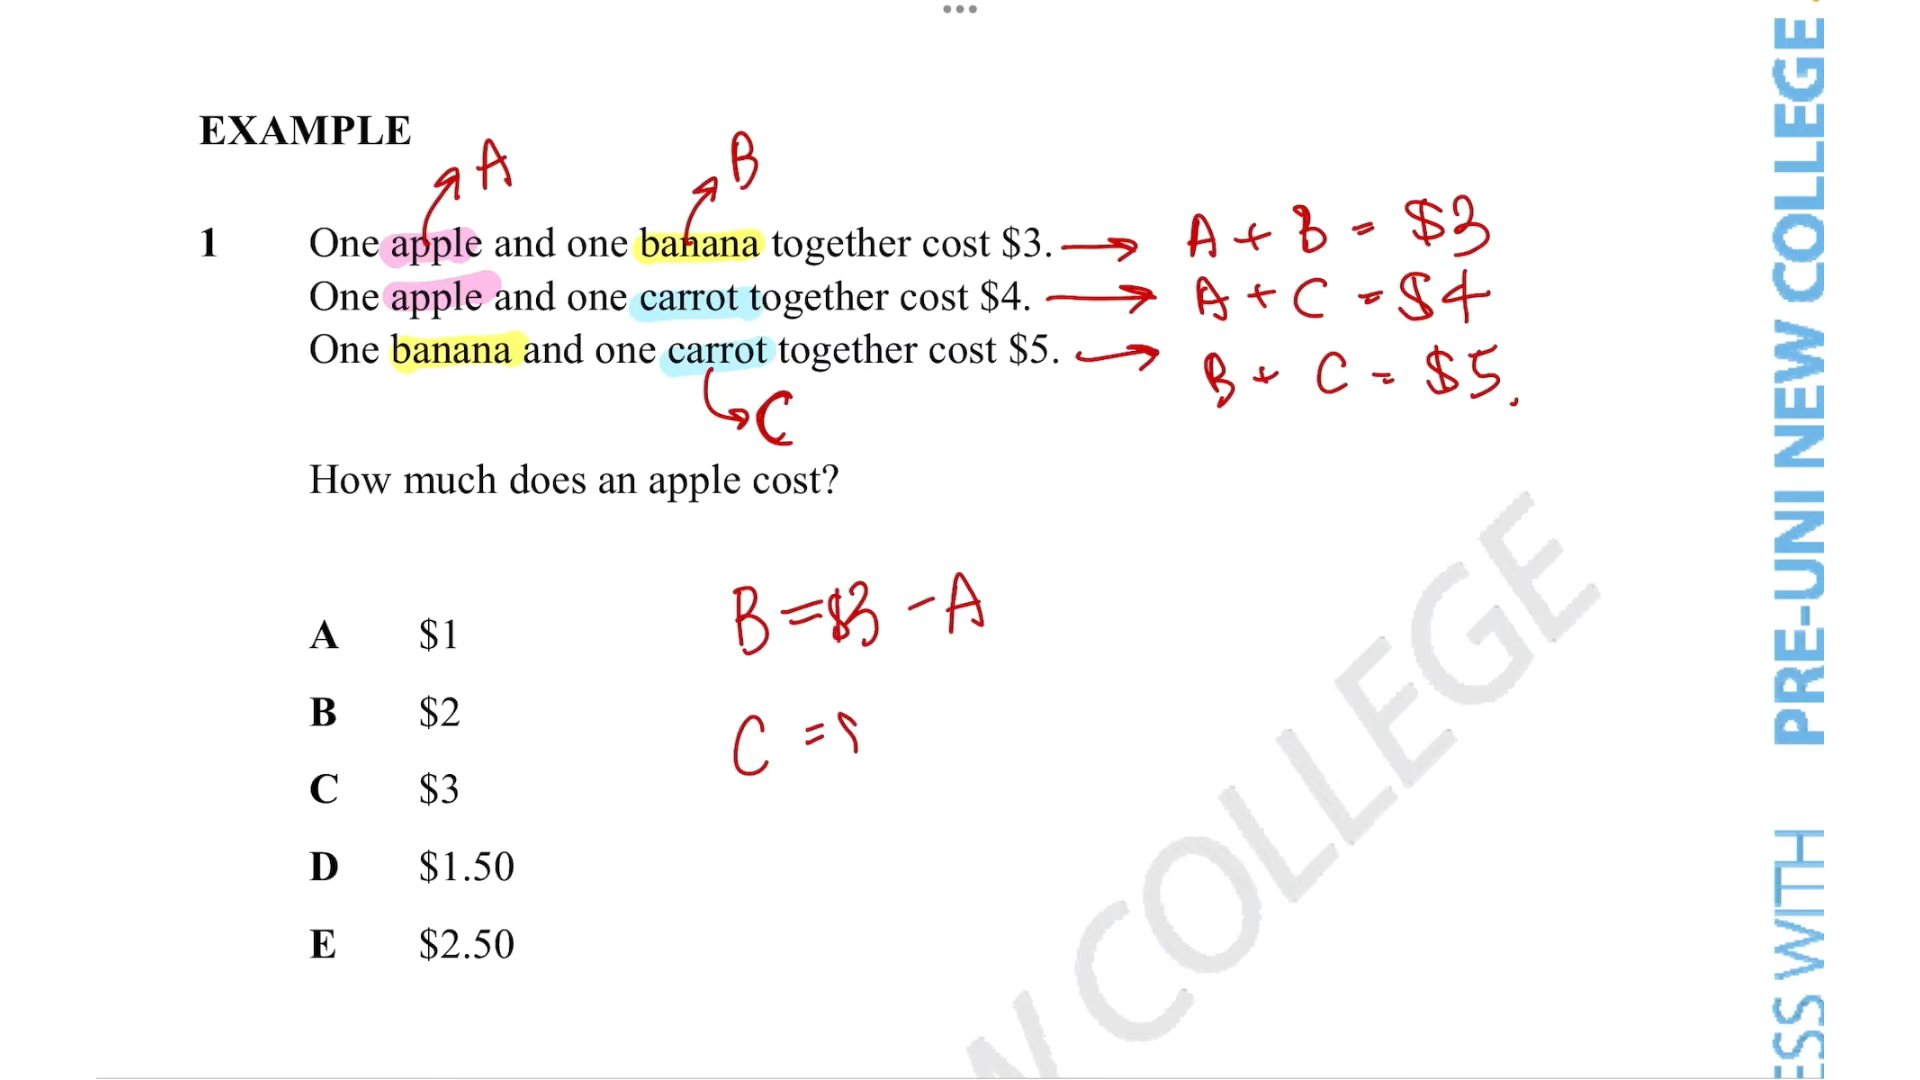 EXAMPLE
A
B
1 One apple and one banana together cost $3. → A + B = $3
One apple and one carrot together cost $4. → A + C = $4
One banana and one carrot together cost $5. → B + C = $5.
C
How much does an apple cost?
B = $3 - A
A $1
B $2
C =
C $3
D $1.50
E $2.50
W COLLEGE
ESS WITH PRE-UNI NEW COLLEGE